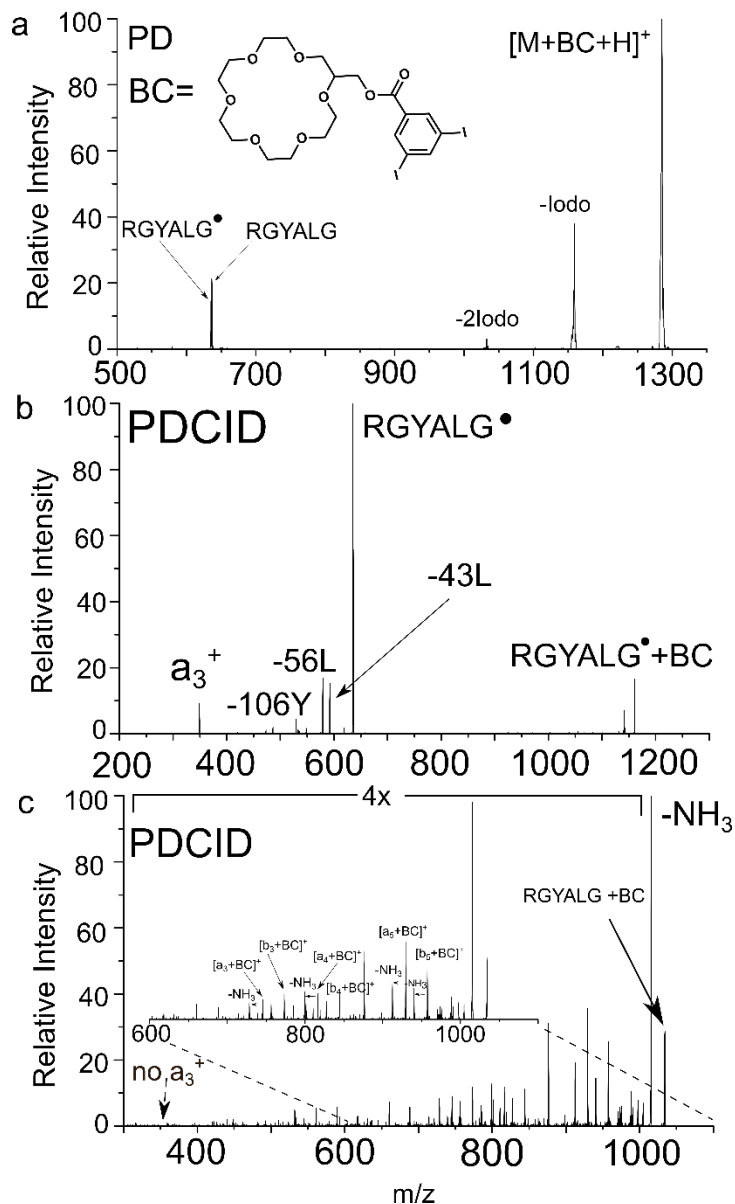 a
PD
BC=
O
O
O
O
O
O
O
O
I
I
[M+BC+H]+
-Iodo
-2Iodo
RGYALG•
RGYALG
Relative Intensity
100
80
60
40
20
0
500
700
900
1100
1300
b
PDCID
RGYALG•
-43L
-56L
a3+
-106Y
RGYALG•+BC
Relative Intensity
100
80
60
40
20
0
200
400
600
800
1000
1200
c
4x
PDCID
-NH3
RGYALG +BC
[a3+BC]+
[b3+BC]+
[a4+BC]+
[b4+BC]+
[a5+BC]+
[b5+BC]+
-NH3
-NH3
-NH3
-NH3
600
800
1000
no a3+
Relative Intensity
100
80
60
40
20
0
400
600
800
1000
m/z